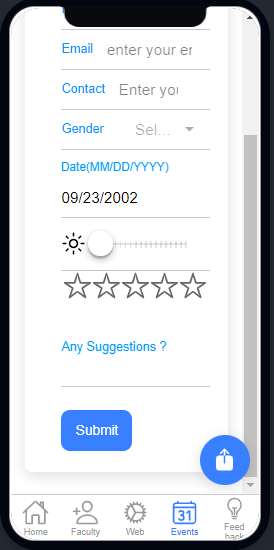 Email enter your er
Contact Enter you
Gender Sel...
Date(MM/DD/YYYY)
09/23/2002
Any Suggestions ?
Submit
31
Home Faculty Web Events Feed
back